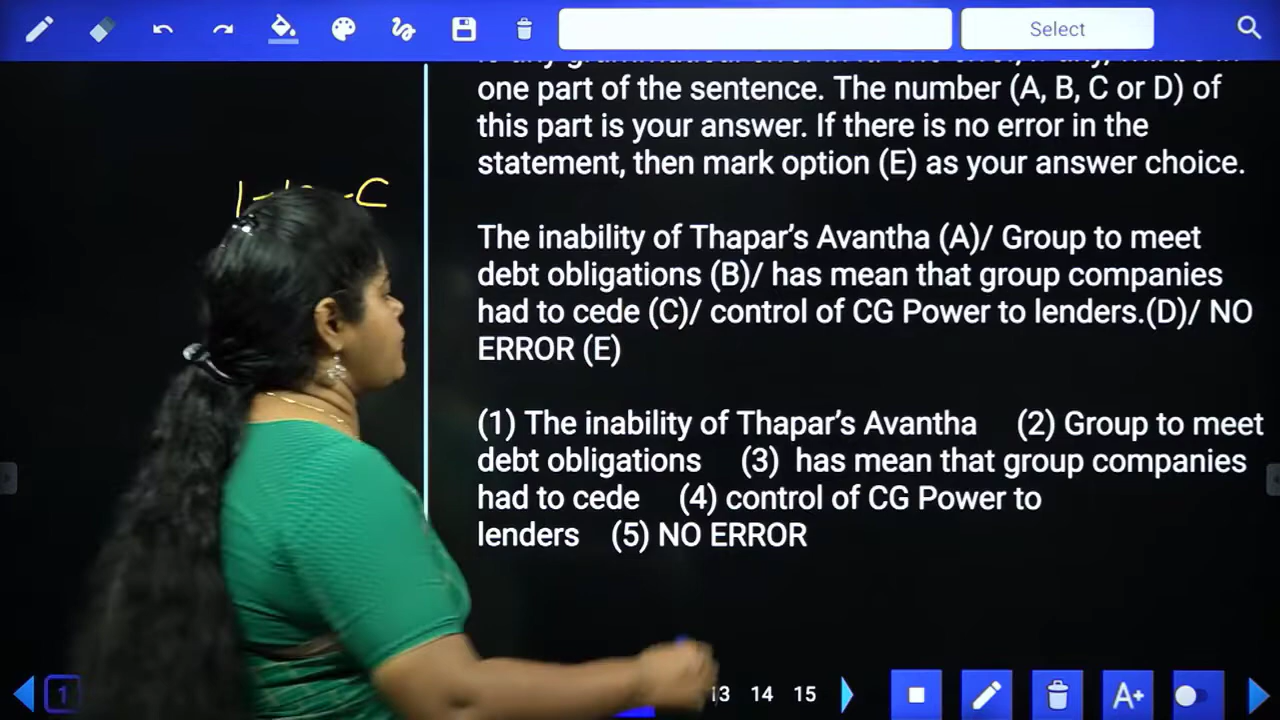 Select
one part of the sentence. The number (A, B, C or D) of
this part is your answer. If there is no error in the
statement, then mark option (E) as your answer choice.
C
The inability of Thapar's Avantha (A)/ Group to meet
debt obligations (B)/ has mean that group companies
had to cede (C)/ control of CG Power to lenders.(D)/ NO
ERROR (E)
(1) The inability of Thapar's Avantha (2) Group to meet
debt obligations (3) has mean that group companies
had to cede (4) control of CG Power to
lenders (5) NO ERROR
1 13 14 15 A+